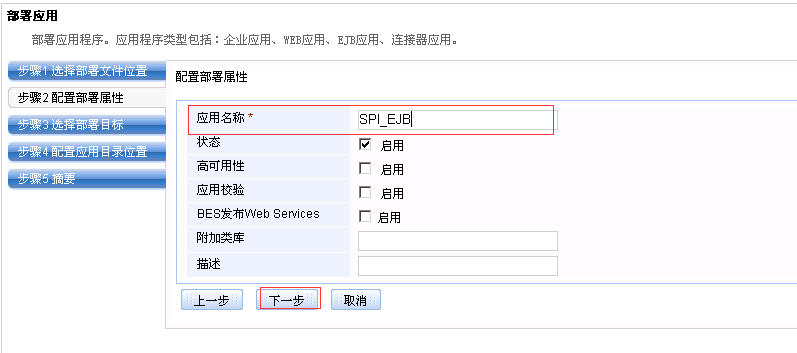 部署应用
部署应用程序。应用程序类型包括：企业应用、WEB应用、EJB应用、连接器应用。
步骤1 选择部署文件位置
步骤2 配置部署属性
步骤3 选择部署目标
步骤4 配置应用目录位置
步骤5 摘要
配置部署属性
应用名称 * SPI_EJB
状态 启用
高可用性 启用
应用校验 启用
BES发布Web Services 启用
附加类库
描述
上一步 下一步 取消